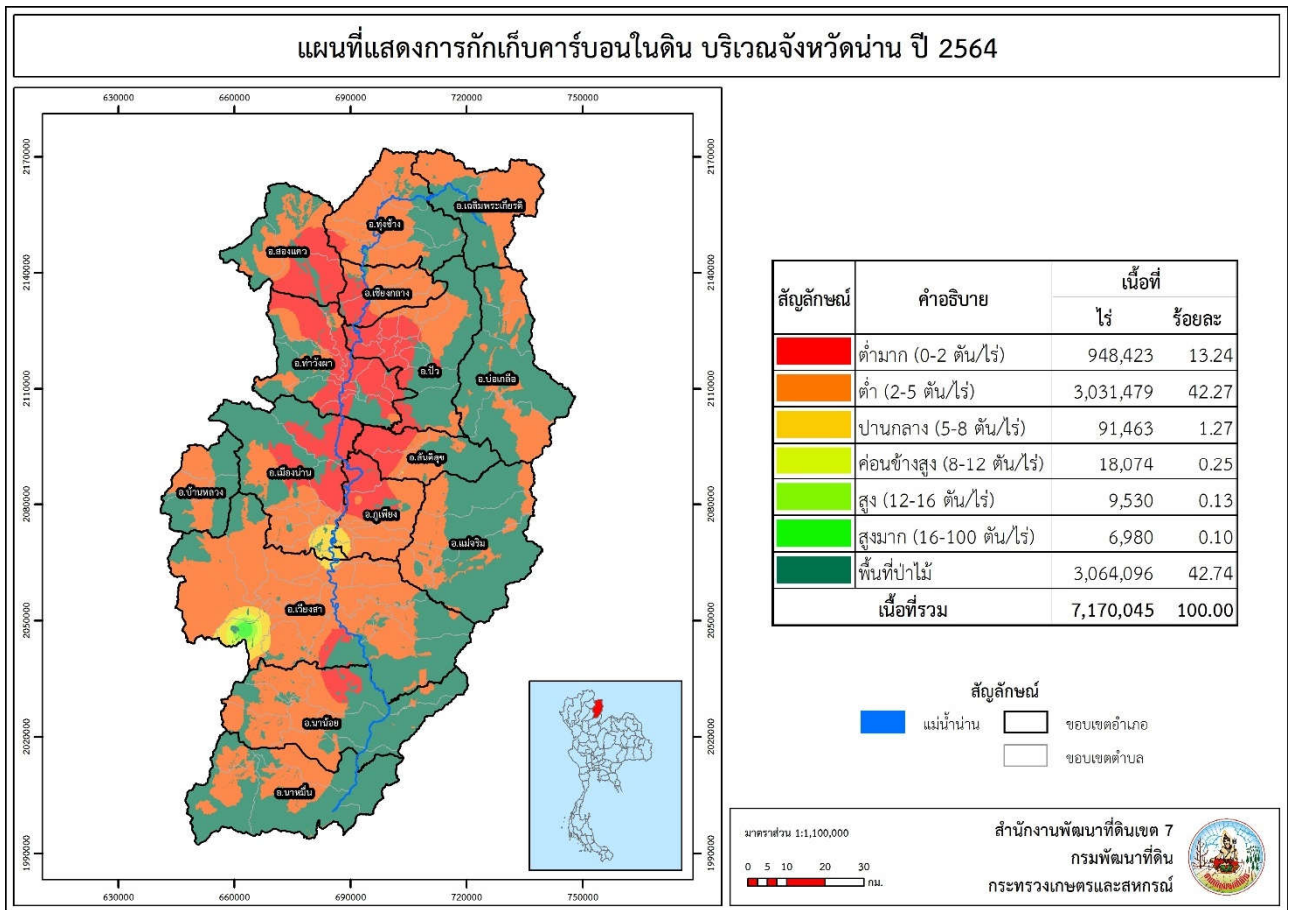 แผนที่แสดงการกักเก็บคาร์บอนในดิน บริเวณจังหวัดน่าน ปี 2564
630000 660000 690000 720000 750000
2170000 2170000
2140000 2140000
2110000 2110000
2080000 2080000
2050000 2050000
2020000 2020000
1990000 1990000
อ.เฉลิมพระเกียรติ
อ.ทุ่งช้าง
อ.สองแคว
อ.เชียงกลาง
อ.ท่าวังผา
อ.ปัว
อ.บ่อเกลือ
อ.สันติสุข
อ.เมืองน่าน
อ.บ้านหลวง
อ.ภูเพียง
อ.แม่จริม
อ.เวียงสา
อ.นาน้อย
อ.นาหมื่น
630000 660000 690000 720000 750000
สัญลักษณ์ คำอธิบาย เนื้อที่
ไร่ ร้อยละ
ต่ำมาก (0-2 ตัน/ไร่) 948,423 13.24
ต่ำ (2-5 ตัน/ไร่) 3,031,479 42.27
ปานกลาง (5-8 ตัน/ไร่) 91,463 1.27
ค่อนข้างสูง (8-12 ตัน/ไร่) 18,074 0.25
สูง (12-16 ตัน/ไร่) 9,530 0.13
สูงมาก (16-100 ตัน/ไร่) 6,980 0.10
พื้นที่ป่าไม้ 3,064,096 42.74
เนื้อที่รวม 7,170,045 100.00
สัญลักษณ์
แม่น้ำน่าน ขอบเขตอำเภอ
ขอบเขตตำบล
มาตราส่วน 1:1,100,000
0 5 10 20 30
กม.
สำนักงานพัฒนาที่ดินเขต 7
กรมพัฒนาที่ดิน
กระทรวงเกษตรและสหกรณ์